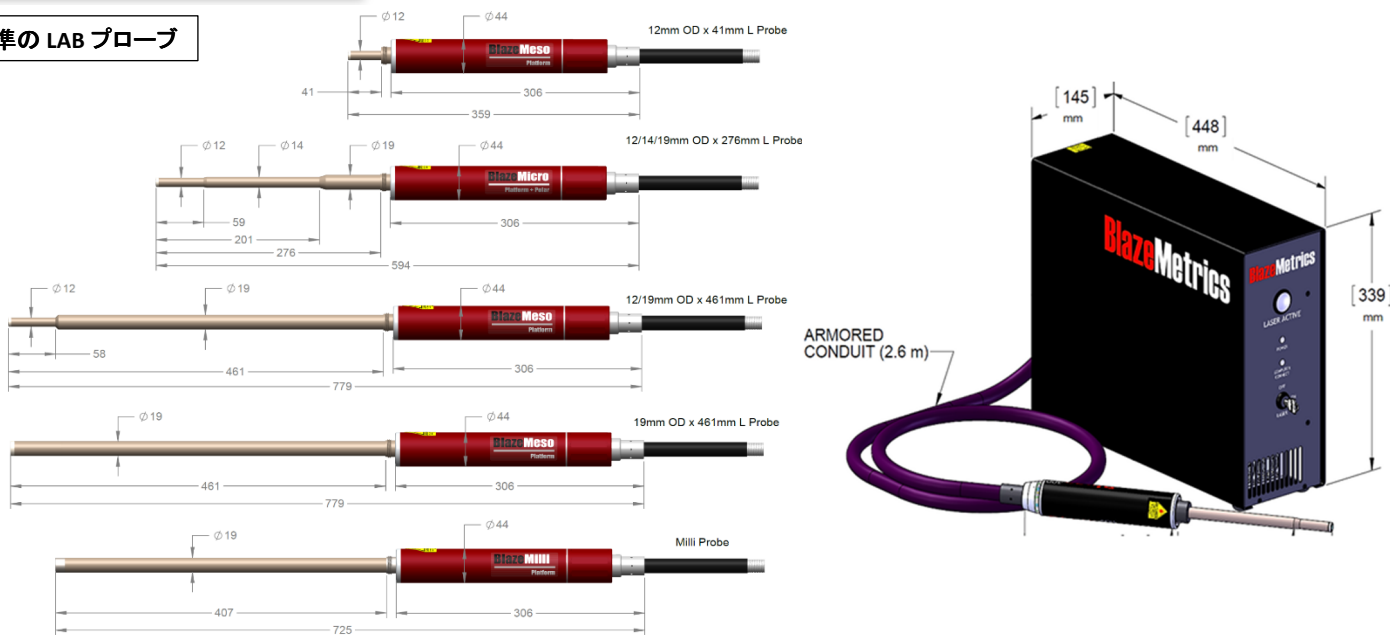 準の LAB プローブ
∅12
∅44
12mm OD x 41mm L Probe
BlazeMeso
Platform
41
306
359
∅12
∅14
∅19
∅44
12/14/19mm OD x 276mm L Probe
BlazeMicro
Platform + Polar
59
306
201
276
594
∅12
∅19
∅44
12/19mm OD x 461mm L Probe
BlazeMeso
Platform
58
461
306
779
∅19
∅44
19mm OD x 461mm L Probe
BlazeMeso
Platform
461
306
779
∅19
∅44
Milli Probe
BlazeMilli
Platform
407
306
725
[145]
mm
[448]
mm
BlazeMetrics
BlazeMetrics
LASER ACTIVE
[339]
mm
ARMORED
CONDUIT (2.6 m)